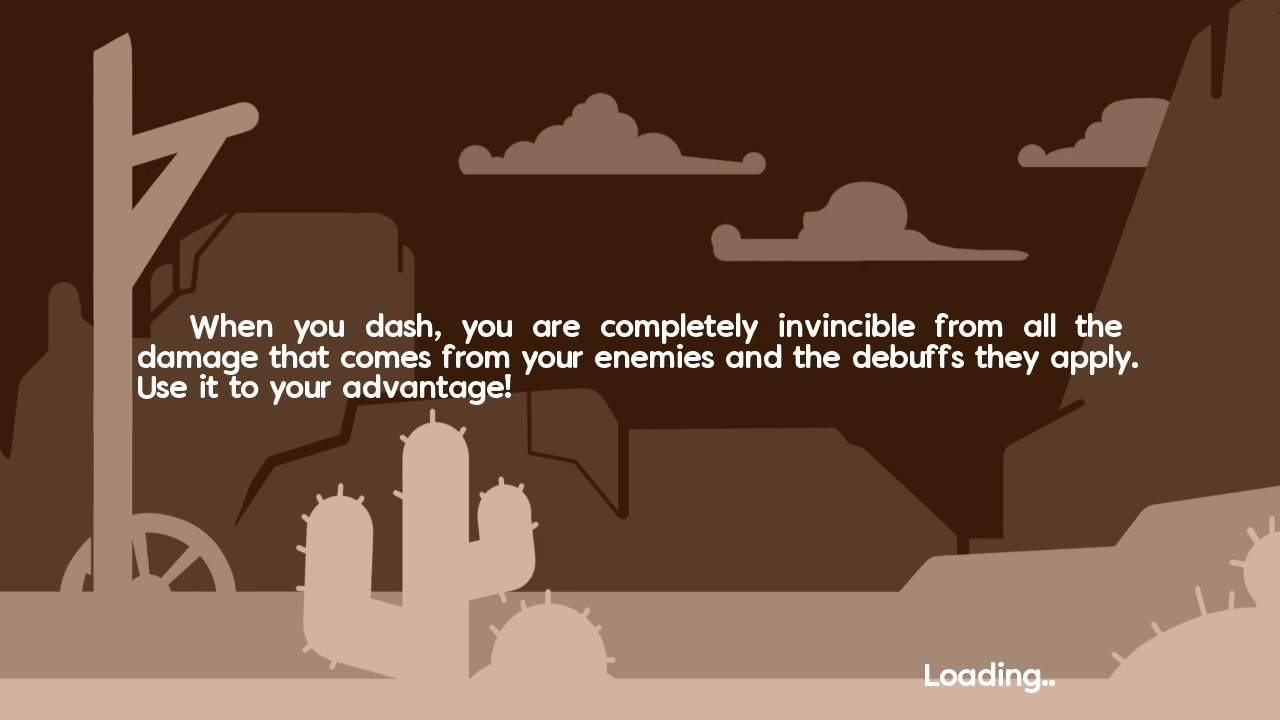 When you dash, you are completely invincible from all the
damage that comes from your enemies and the debuffs they apply.
Use it to your advantage!
Loading..